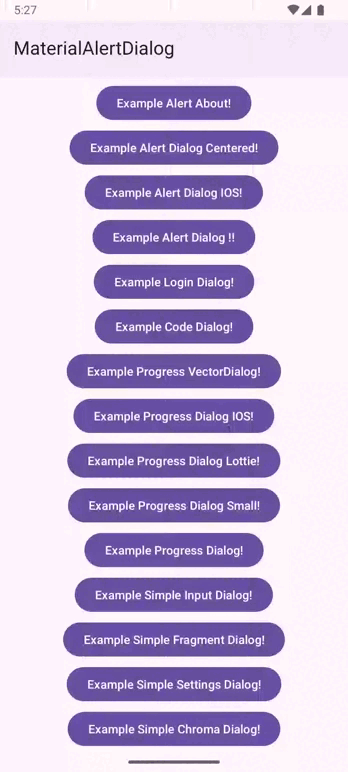 5:27
MaterialAlertDialog
Example Alert About!
Example Alert Dialog Centered!
Example Alert Dialog IOS!
Example Alert Dialog !!
Example Login Dialog!
Example Code Dialog!
Example Progress VectorDialog!
Example Progress Dialog IOS!
Example Progress Dialog Lottie!
Example Progress Dialog Small!
Example Progress Dialog!
Example Simple Input Dialog!
Example Simple Fragment Dialog!
Example Simple Settings Dialog!
Example Simple Chroma Dialog!